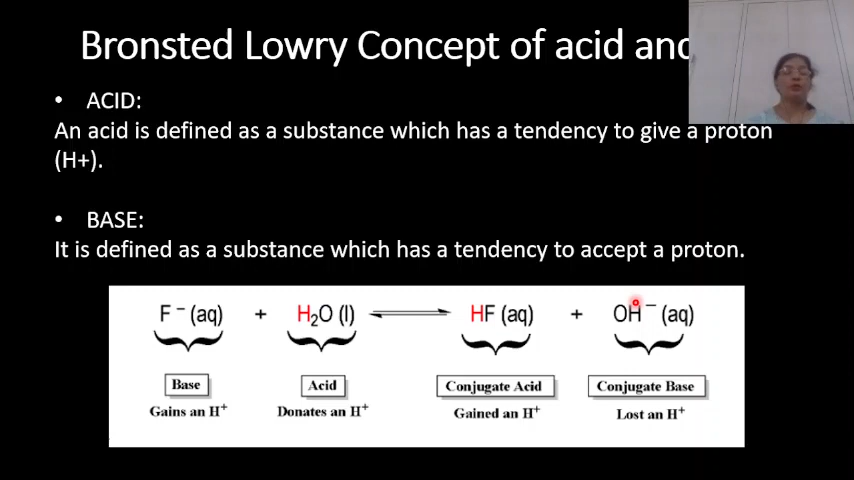 Bronsted Lowry Concept of acid and
• ACID:
An acid is defined as a substance which has a tendency to give a proton
(H+).
• BASE:
It is defined as a substance which has a tendency to accept a proton.
F⁻ (aq) + H₂O (l) ⇌ HF (aq) + OH⁻ (aq)
Base Acid Conjugate Acid Conjugate Base
Gains an H⁺ Donates an H⁺ Gained an H⁺ Lost an H⁺